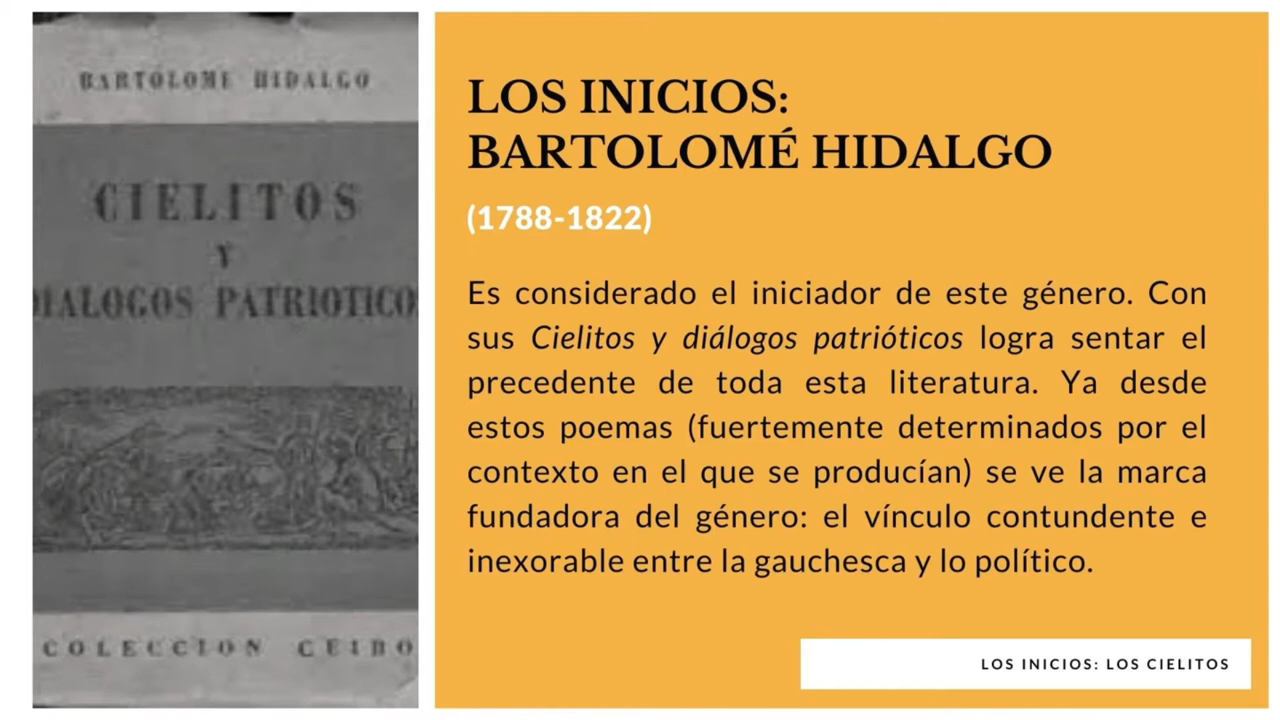 BARTOLOME HIDALGO
CIELITOS
Y
DIALOGOS PATRIOTICO
COLECCION CEIBO
LOS INICIOS:
BARTOLOMÉ HIDALGO
(1788-1822)
Es considerado el iniciador de este género. Con
sus Cielitos y diálogos patrióticos logra sentar el
precedente de toda esta literatura. Ya desde
estos poemas (fuertemente determinados por el
contexto en el que se producían) se ve la marca
fundadora del género: el vínculo contundente e
inexorable entre la gauchesca y lo político.
LOS INICIOS: LOS CIELITOS